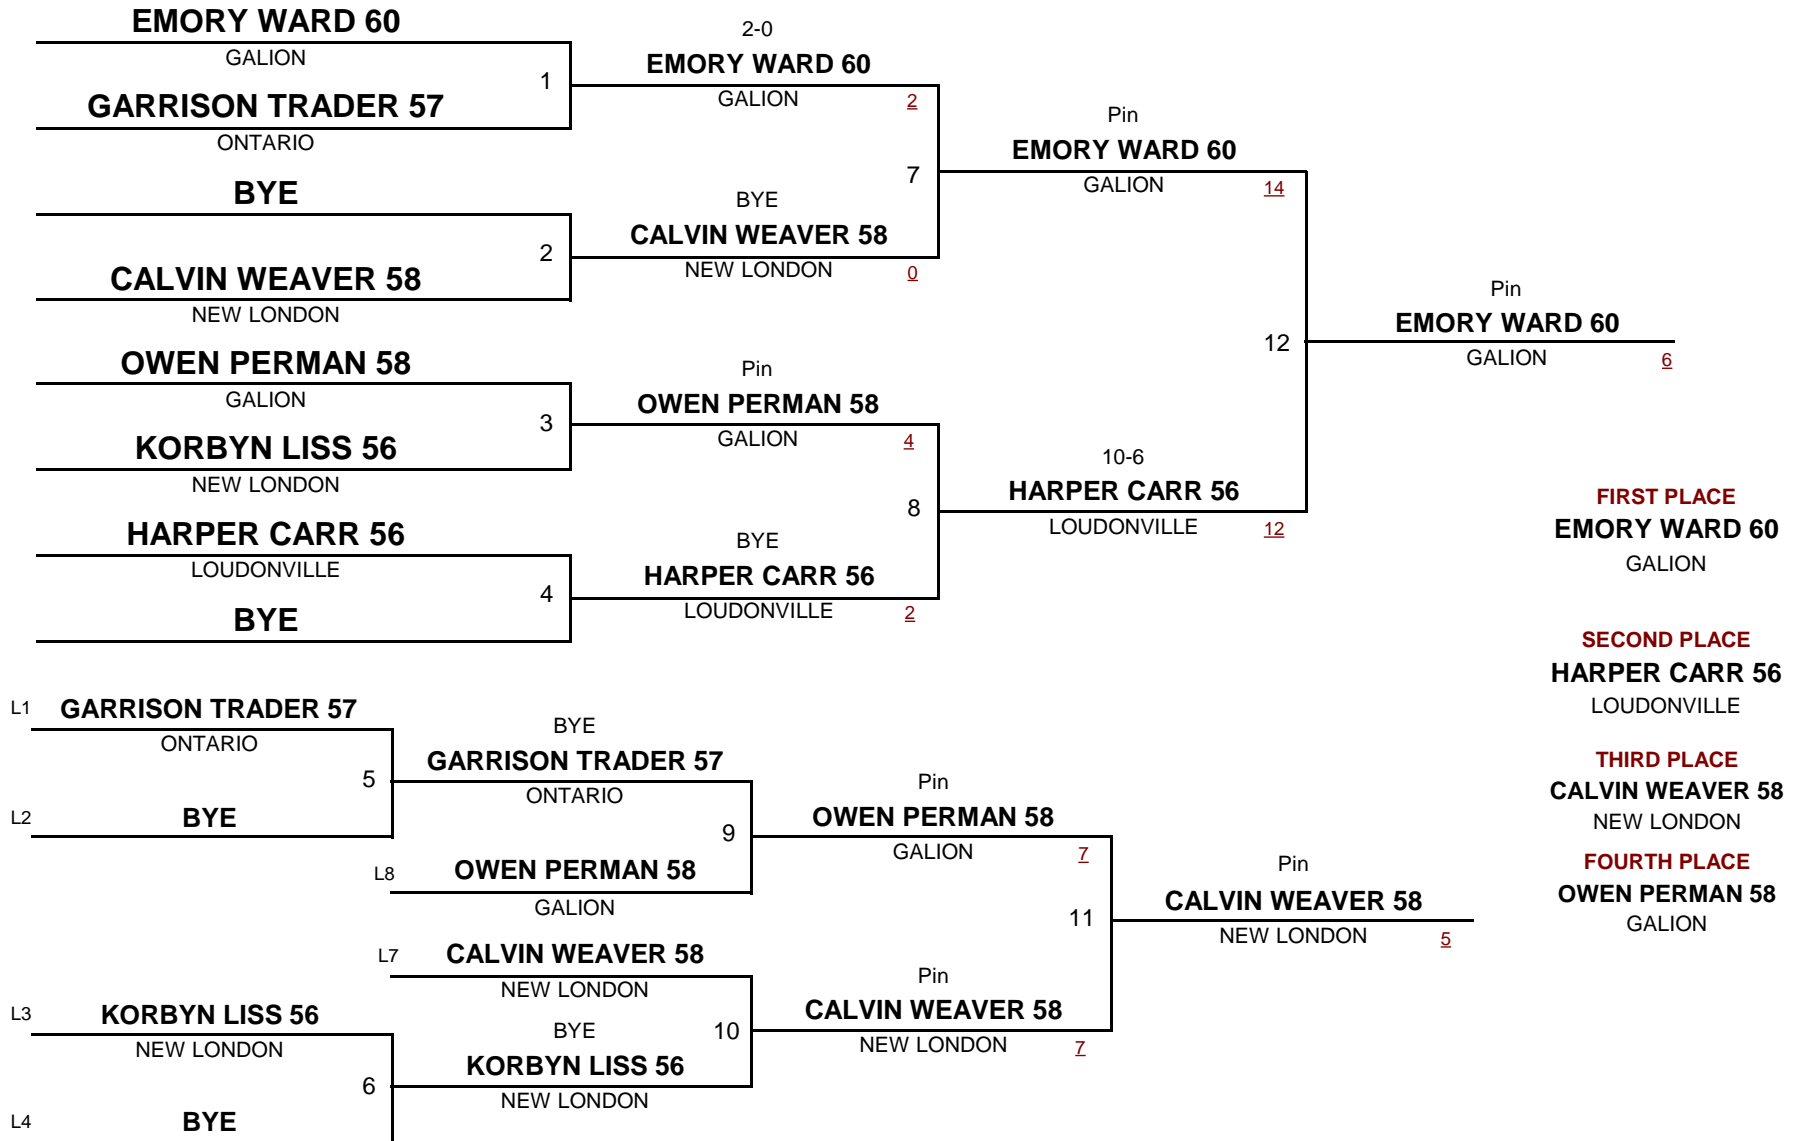 EMORY WARD 60
GALION
1
GARRISON TRADER 57
ONTARIO
BYE
2
CALVIN WEAVER 58
NEW LONDON
OWEN PERMAN 58
GALION
3
KORBYN LISS 56
NEW LONDON
HARPER CARR 56
LOUDONVILLE
4
BYE
2-0
EMORY WARD 60
GALION 2
7
BYE
CALVIN WEAVER 58
NEW LONDON 0
Pin
OWEN PERMAN 58
GALION 4
8
BYE
HARPER CARR 56
LOUDONVILLE 2
Pin
EMORY WARD 60
GALION 14
12
10-6
HARPER CARR 56
LOUDONVILLE 12
Pin
EMORY WARD 60
GALION 6
FIRST PLACE
EMORY WARD 60
GALION
SECOND PLACE
HARPER CARR 56
LOUDONVILLE
THIRD PLACE
CALVIN WEAVER 58
NEW LONDON
FOURTH PLACE
OWEN PERMAN 58
GALION
L1 GARRISON TRADER 57
ONTARIO
5
L2 BYE
BYE
GARRISON TRADER 57
ONTARIO
9
L8 OWEN PERMAN 58
GALION
L7 CALVIN WEAVER 58
NEW LONDON
10
BYE
KORBYN LISS 56
NEW LONDON
L3 KORBYN LISS 56
NEW LONDON
6
L4 BYE
Pin
OWEN PERMAN 58
GALION 7
11
Pin
CALVIN WEAVER 58
NEW LONDON 7
Pin
CALVIN WEAVER 58
NEW LONDON 5